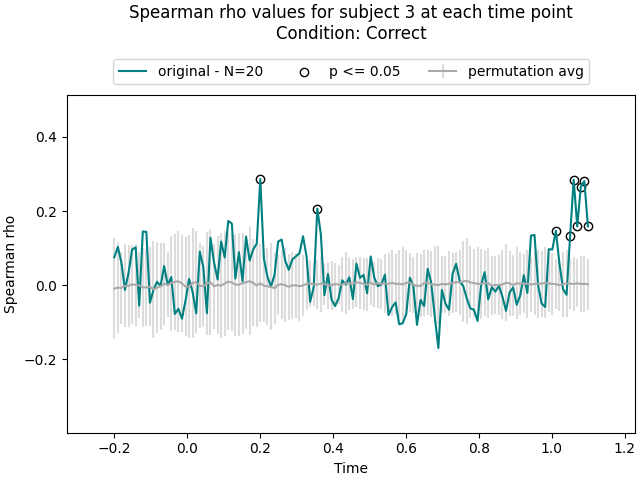 Spearman rho values for subject 3 at each time point
Condition: Correct
original - N=20 p <= 0.05 permutation avg
0.4
0.2
0.0
−0.2
Spearman rho
−0.2 0.0 0.2 0.4 0.6 0.8 1.0 1.2
Time